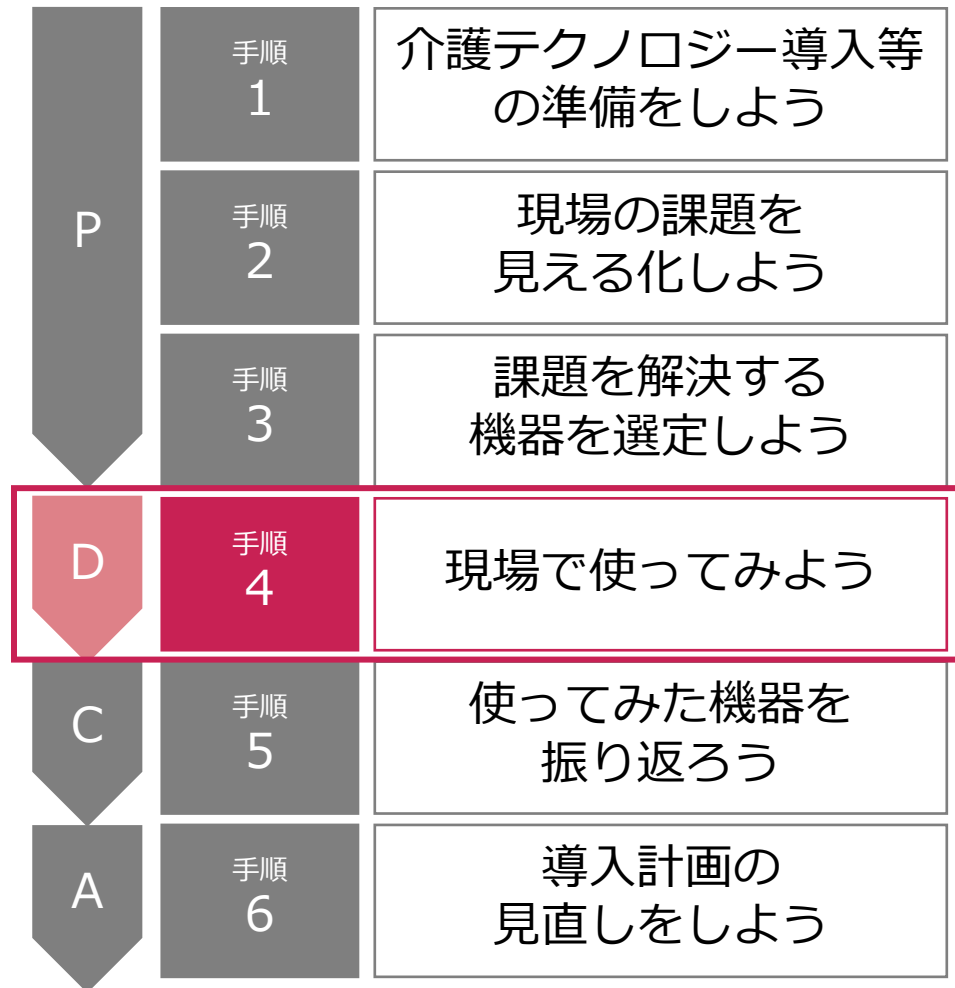 P
手順
1
介護テクノロジー導入等
の準備をしよう
手順
2
現場の課題を
見える化しよう
手順
3
課題を解決する
機器を選定しよう
D
手順
4
現場で使ってみよう
C
手順
5
使ってみた機器を
振り返ろう
A
手順
6
導入計画の
見直しをしよう